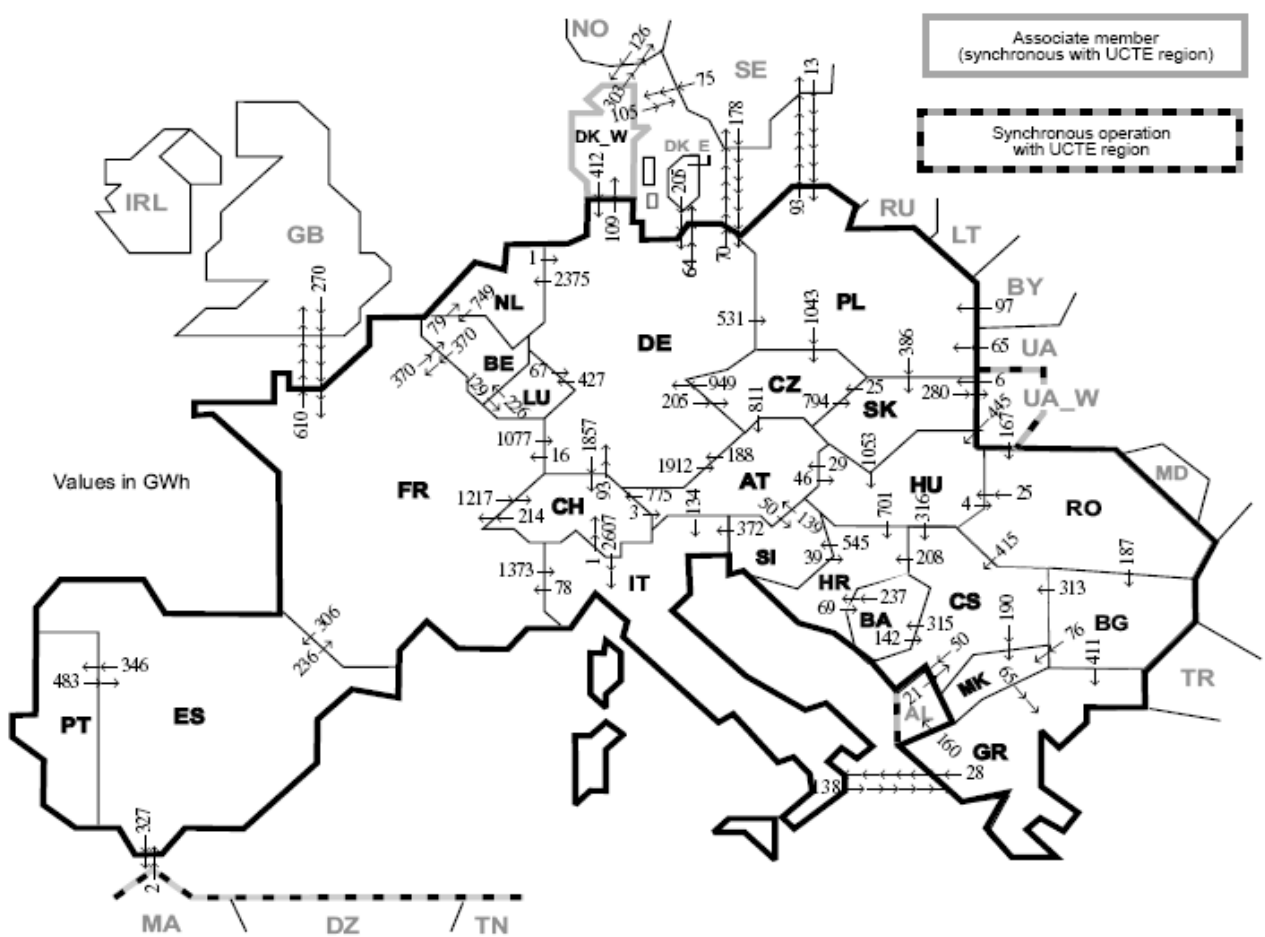 NO
126
303
75
105
SE
13
178
Associate member
(synchronous with UCTE region)
Synchronous operation
with UCTE region
DK_W
412
109
DK_E
205
64
70
93
IRL
GB
270
610
RU
LT
BY
97
65
UA
6
280
UA_W
445
167
MD
1
2375
NL
79
749
370
370
BE
129
226
67
LU
427
DE
531
PL
1043
386
949
205
CZ
794
25
SK
811
1053
1077
16
1857
93
1912
188
AT
29
46
HU
4
25
RO
Values in GWh
FR
1217
214
CH
775
3
134
50
139
701
316
1
2607
372
SI
39
545
208
415
187
1373
78
IT
HR
69
237
BA
142
315
CS
190
313
BG
76
411
TR
306
236
346
483
PT
ES
50
21
MK
65
AL
160
GR
28
138
327
2
MA
DZ
TN